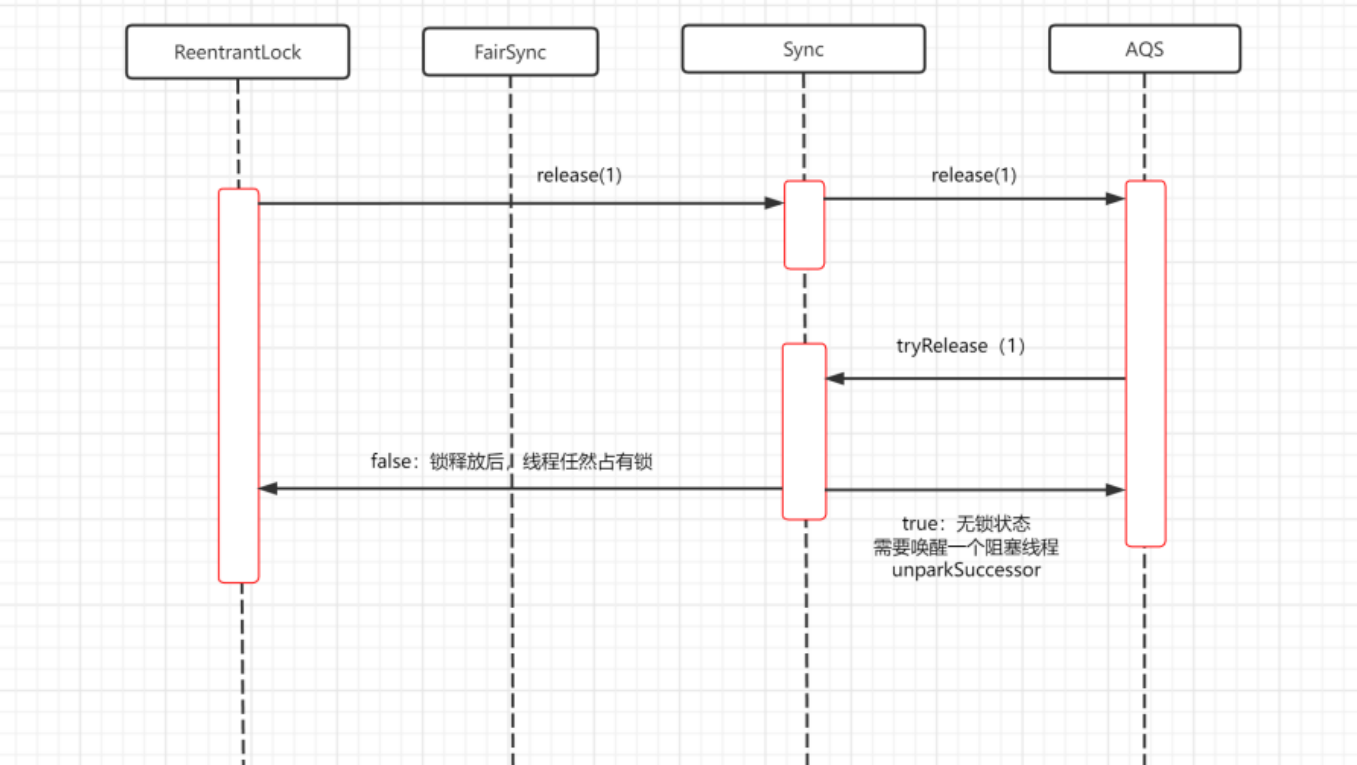 ReentrantLock
FairSync
Sync
AQS
release(1)
release(1)
tryRelease（1）
false：锁释放后，线程任然占有锁
true：无锁状态
需要唤醒一个阻塞线程
unparkSuccessor